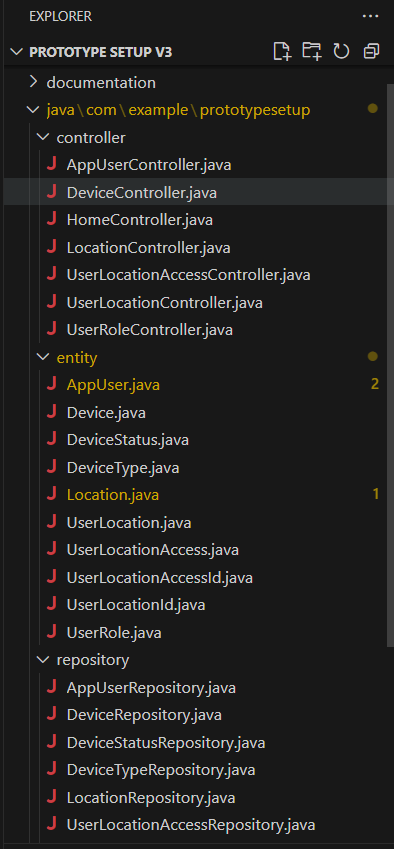 EXPLORER
PROTOTYPE SETUP V3
documentation
java\com\example\prototypesetup
controller
J AppUserController.java
J DeviceController.java
J HomeController.java
J LocationController.java
J UserLocationAccessController.java
J UserLocationController.java
J UserRoleController.java
entity
J AppUser.java 2
J Device.java
J DeviceStatus.java
J DeviceType.java
J Location.java 1
J UserLocation.java
J UserLocationAccess.java
J UserLocationAccessId.java
J UserLocationId.java
J UserRole.java
repository
J AppUserRepository.java
J DeviceRepository.java
J DeviceStatusRepository.java
J DeviceTypeRepository.java
J LocationRepository.java
J UserLocationAccessRepository.java